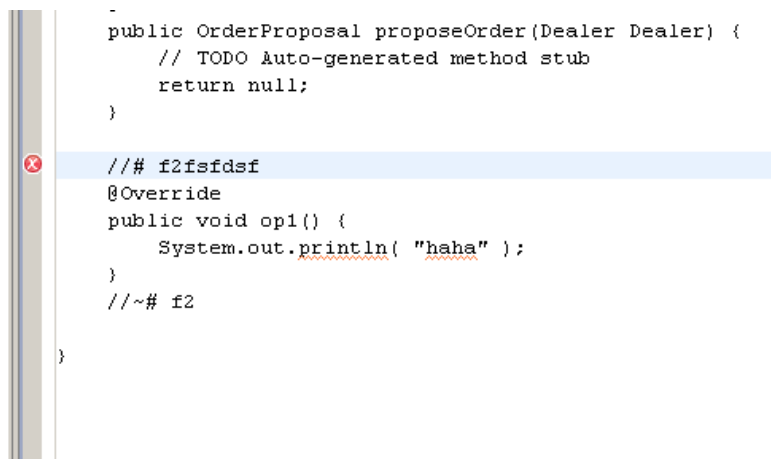 public OrderProposal proposeOrder(Dealer Dealer) {
// TODO Auto-generated method stub
return null;
}
//# f2fsfdsf
@Override
public void op1() {
System.out.println( "haha" );
}
//~# f2
}